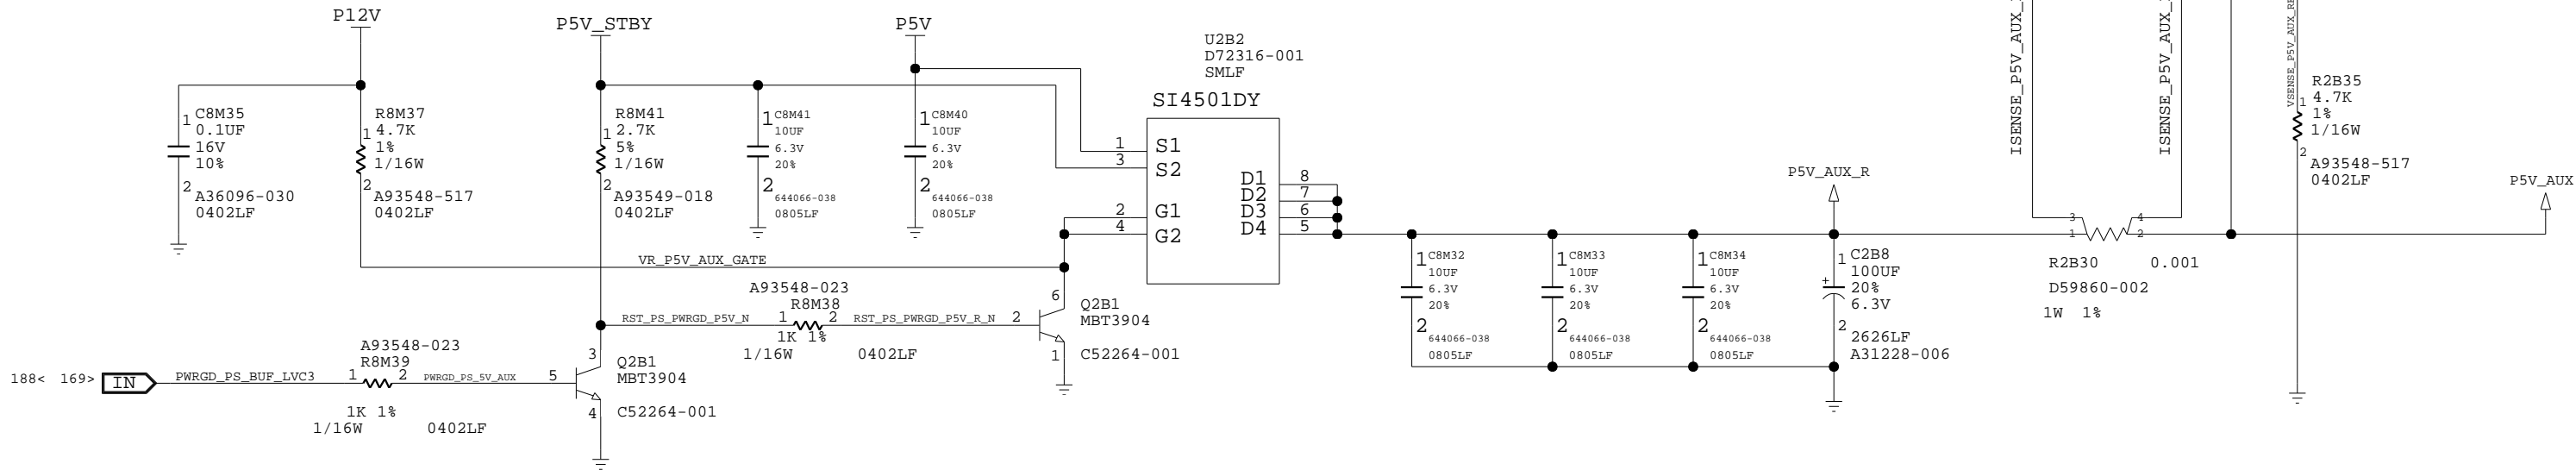 P12V
C8M35
1
0.1UF
16V
10%
2
A36096-030
0402LF
R8M37
1
4.7K
1%
1/16W
2
A93548-517
0402LF
P5V_STBY
R8M41
1
2.7K
5%
1/16W
2
A93549-018
0402LF
1
C8M41
10UF
6.3V
20%
2
644066-038
0805LF
P5V
1
C8M40
10UF
6.3V
20%
2
644066-038
0805LF
U2B2
D72316-001
SMLF
SI4501DY
1
S1
3
S2
2
G1
4
G2
D1
8
D2
7
D3
6
D4
5
VR_P5V_AUX_GATE
A93548-023
R8M38
RST_PS_PWRGD_P5V_N
1
2
RST_PS_PWRGD_P5V_R_N
2
1K 1%
1/16W
0402LF
6
Q2B1
MBT3904
1
C52264-001
188< 169>
IN
PWRGD_PS_BUF_LVC3
A93548-023
R8M39
1
2
PWRGD_PS_5V_AUX
5
1K 1%
1/16W
0402LF
3
Q2B1
MBT3904
4
C52264-001
1
C8M32
10UF
6.3V
20%
2
644066-038
0805LF
1
C8M33
10UF
6.3V
20%
2
644066-038
0805LF
1
C8M34
10UF
6.3V
20%
2
644066-038
0805LF
P5V_AUX_R
C2B8
1
100UF
+
20%
6.3V
2
2626LF
A31228-006
ISENSE_P5V_AUX_
ISENSE_P5V_AUX_
3
4
1
2
R2B30
0.001
D59860-002
1W 1%
VSENSE_P5V_AUX_RE
R2B35
1
4.7K
1%
1/16W
2
A93548-517
0402LF
P5V_AUX